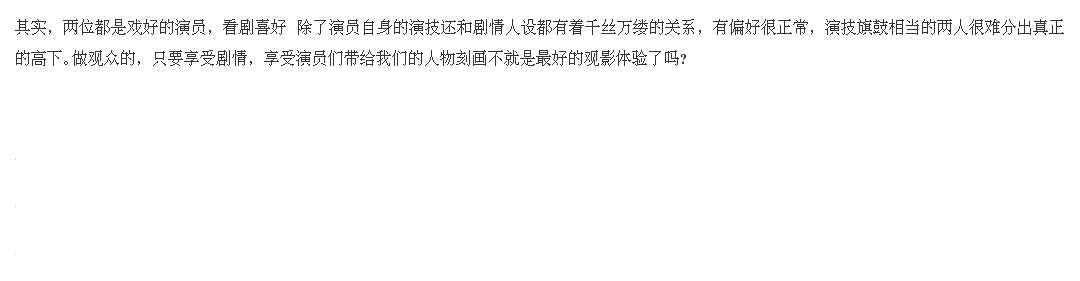 其实，两位都是戏好的演员，看剧喜好 除了演员自身的演技还和剧情人设都有着千丝万缕的关系，有偏好很正常，演技旗鼓相当的两人很难分出真正
的高下。做观众的，只要享受剧情，享受演员们带给我们的人物刻画不就是最好的观影体验了吗?